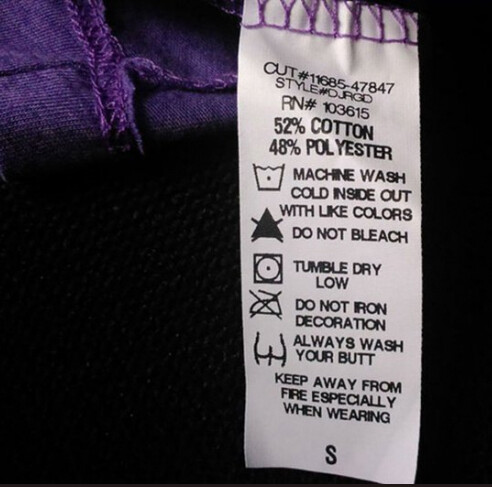 CUT#11685-47847
STYLE#DJRGD
RN# 103615
52% COTTON
48% POLYESTER
MACHINE WASH
COLD INSIDE OUT
WITH LIKE COLORS
DO NOT BLEACH
TUMBLE DRY
LOW
DO NOT IRON
DECORATION
ALWAYS WASH
YOUR BUTT
KEEP AWAY FROM
FIRE ESPECIALLY
WHEN WEARING
S